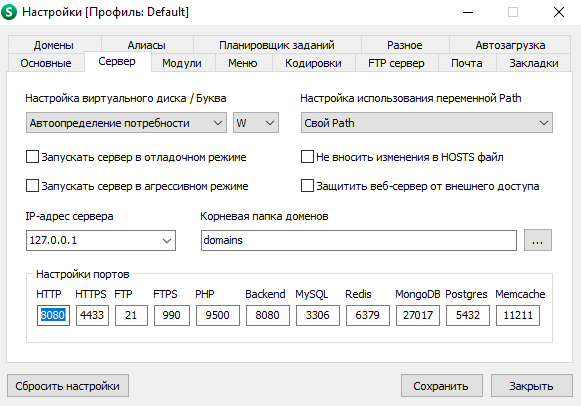 Настройки [Профиль: Default]
Домены Алиасы Планировщик заданий Разное Автозагрузка
Основные Сервер Модули Меню Кодировки FTP сервер Почта Закладки
Настройка виртуального диска / Буква Настройка использования переменной Path
Автоопределение потребности W Свой Path
Запускать сервер в отладочном режиме Не вносить изменения в HOSTS файл
Запускать сервер в агрессивном режиме Защитить веб-сервер от внешнего доступа
IP-адрес сервера Корневая папка доменов
127.0.0.1 domains ...
Настройки портов
HTTP HTTPS FTP FTPS PHP Backend MySQL Redis MongoDB Postgres Memcache
8080 4433 21 990 9500 8080 3306 6379 27017 5432 11211
Сбросить настройки Сохранить Закрыть